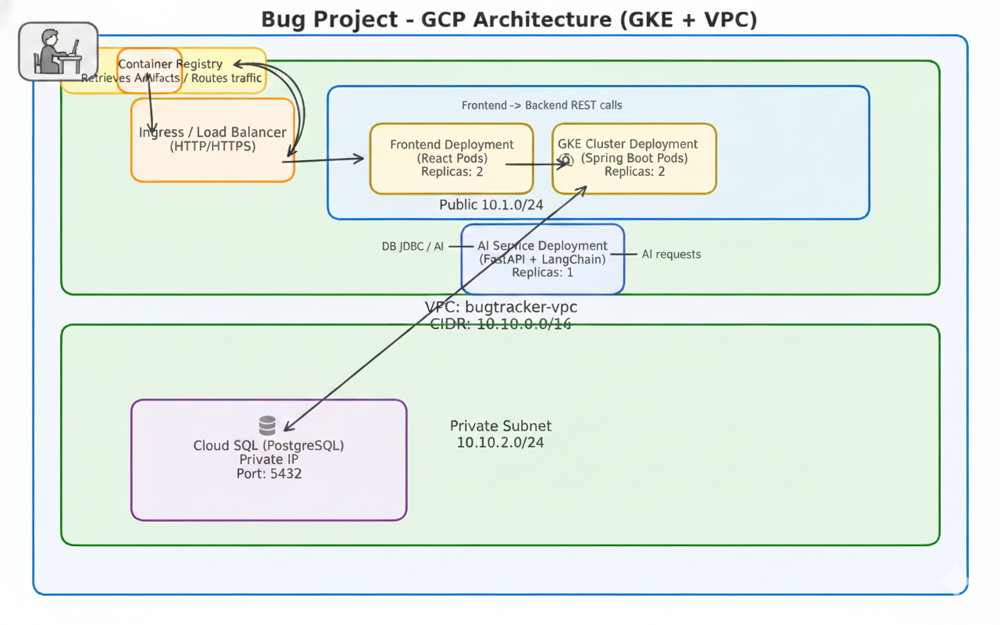 Bug Project - GCP Architecture (GKE + VPC)
Container Registry
Retrieves Artifacts / Routes traffic
Ingress / Load Balancer
(HTTP/HTTPS)
Frontend -> Backend REST calls
Frontend Deployment
(React Pods)
Replicas: 2
GKE Cluster Deployment
(Spring Boot Pods)
Replicas: 2
Public 10.1.0/24
DB JDBC / AI
AI Service Deployment
(FastAPI + LangChain)
Replicas: 1
AI requests
VPC: bugtracker-vpc
CIDR: 10.10.0.0/16
Cloud SQL (PostgreSQL)
Private IP
Port: 5432
Private Subnet
10.10.2.0/24